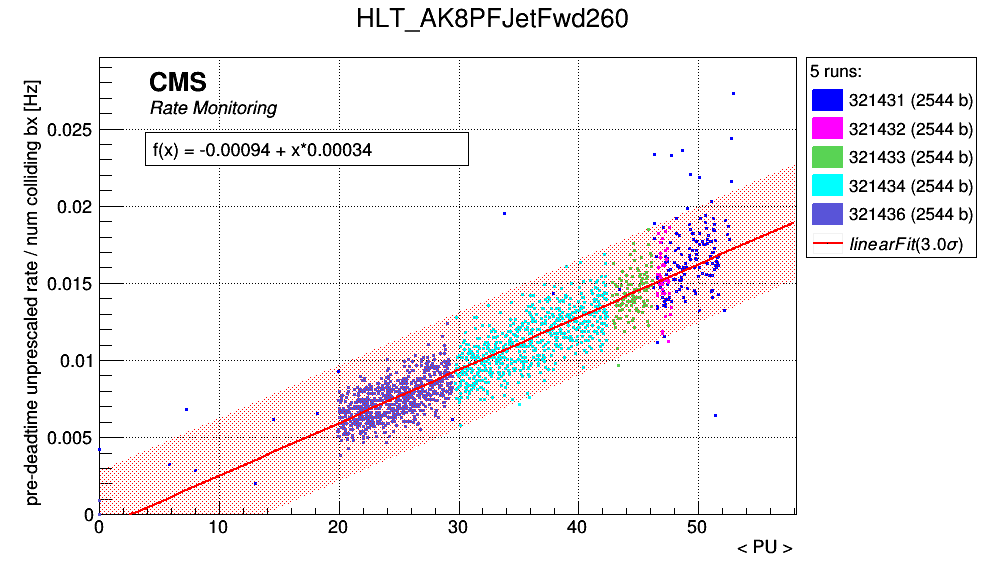 HLT_AK8PFJetFwd260
pre-deadtime unprescaled rate / num colliding bx [Hz]
CMS
Rate Monitoring
f(x) = -0.00094 + x*0.00034
0.025
0.02
0.015
0.01
0.005
0
0 10 20 30 40 50
< PU >
5 runs:
321431 (2544 b)
321432 (2544 b)
321433 (2544 b)
321434 (2544 b)
321436 (2544 b)
linearFit(3.0σ)